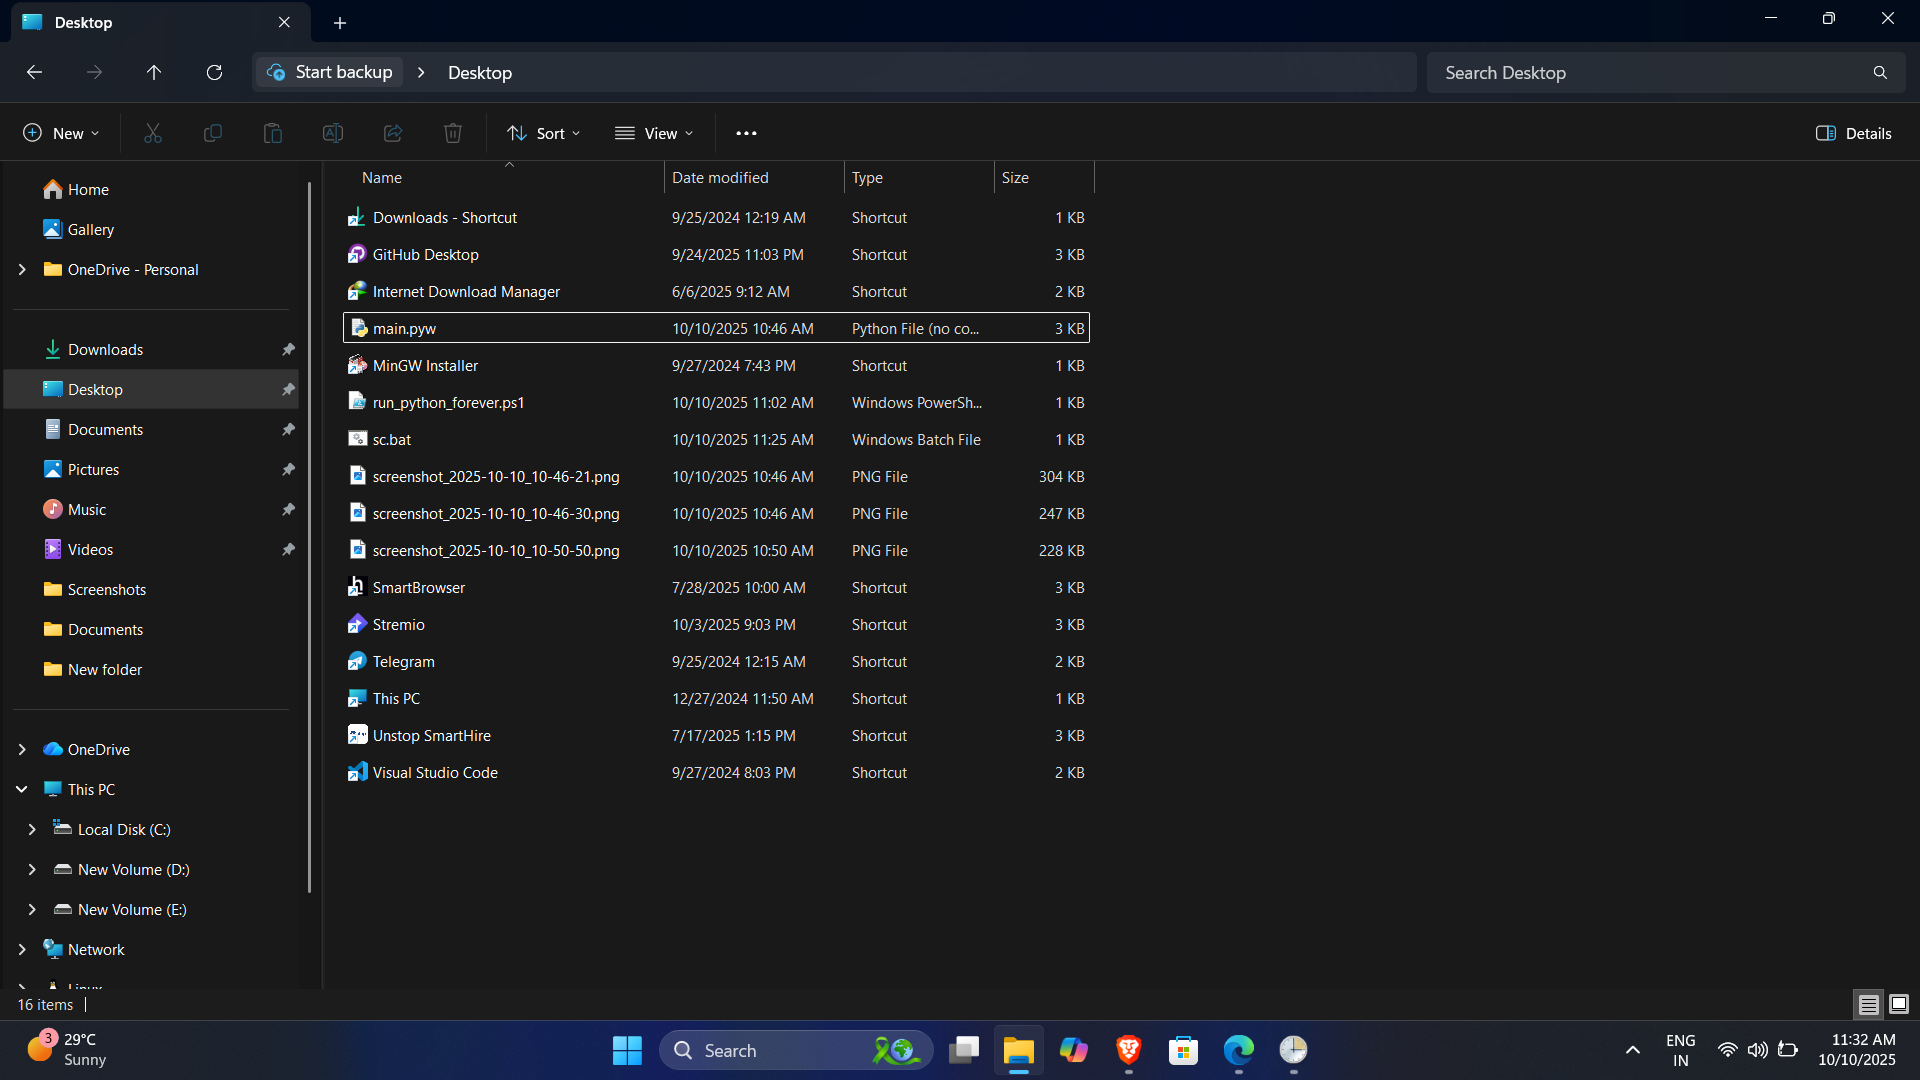 Desktop
Start backup > Desktop
Search Desktop
New
Sort
View
Details
Name Date modified Type Size
Downloads - Shortcut 9/25/2024 12:19 AM Shortcut 1 KB
GitHub Desktop 9/24/2025 11:03 PM Shortcut 3 KB
Internet Download Manager 6/6/2025 9:12 AM Shortcut 2 KB
main.pyw 10/10/2025 10:46 AM Python File (no co... 3 KB
MinGW Installer 9/27/2024 7:43 PM Shortcut 1 KB
run_python_forever.ps1 10/10/2025 11:02 AM Windows PowerSh... 1 KB
sc.bat 10/10/2025 11:25 AM Windows Batch File 1 KB
screenshot_2025-10-10_10-46-21.png 10/10/2025 10:46 AM PNG File 304 KB
screenshot_2025-10-10_10-46-30.png 10/10/2025 10:46 AM PNG File 247 KB
screenshot_2025-10-10_10-50-50.png 10/10/2025 10:50 AM PNG File 228 KB
SmartBrowser 7/28/2025 10:00 AM Shortcut 3 KB
Stremio 10/3/2025 9:03 PM Shortcut 3 KB
Telegram 9/25/2024 12:15 AM Shortcut 2 KB
This PC 12/27/2024 11:50 AM Shortcut 1 KB
Unstop SmartHire 7/17/2025 1:15 PM Shortcut 3 KB
Visual Studio Code 9/27/2024 8:03 PM Shortcut 2 KB
Home
Gallery
OneDrive - Personal
Downloads
Desktop
Documents
Pictures
Music
Videos
Screenshots
Documents
New folder
OneDrive
This PC
Local Disk (C:)
New Volume (D:)
New Volume (E:)
Network
Linux
16 items
3
29°C
Sunny
Search
ENG
IN
11:32 AM
10/10/2025